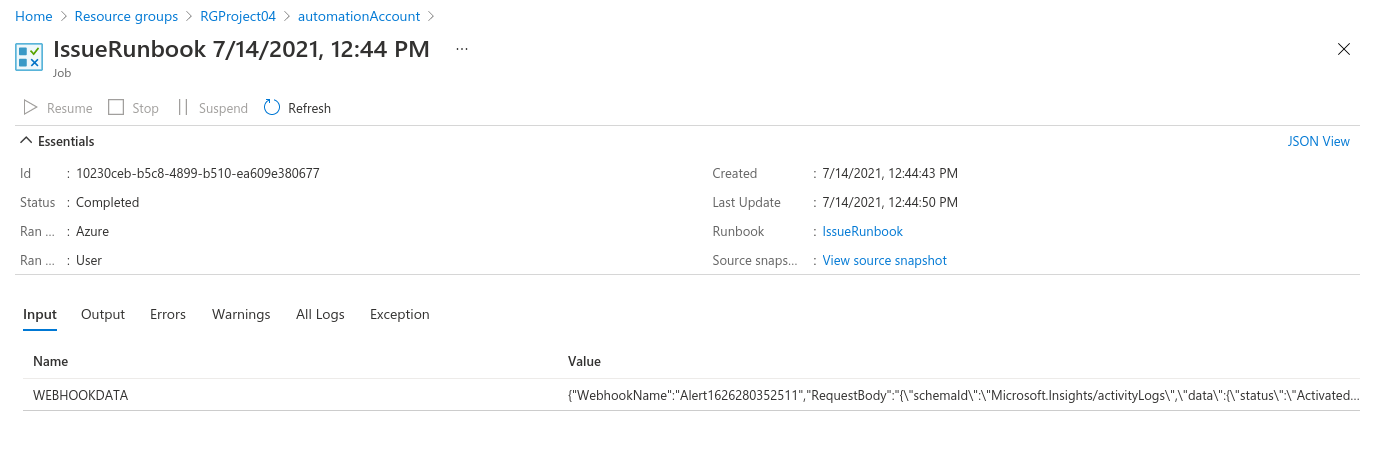 Home > Resource groups > RGProject04 > automationAccount >
IssueRunbook 7/14/2021, 12:44 PM ...
Job
Resume Stop Suspend Refresh
Essentials JSON View
Id : 10230ceb-b5c8-4899-b510-ea609e380677 Created : 7/14/2021, 12:44:43 PM
Status : Completed Last Update : 7/14/2021, 12:44:50 PM
Ran ... : Azure Runbook : IssueRunbook
Ran ... : User Source snaps... : View source snapshot
Input Output Errors Warnings All Logs Exception
Name Value
WEBHOOKDATA {"WebhookName":"Alert1626280352511","RequestBody":"{\"schemaId\":\"Microsoft.Insights/activityLogs\",\"data\":{\"status\":\"Activated...